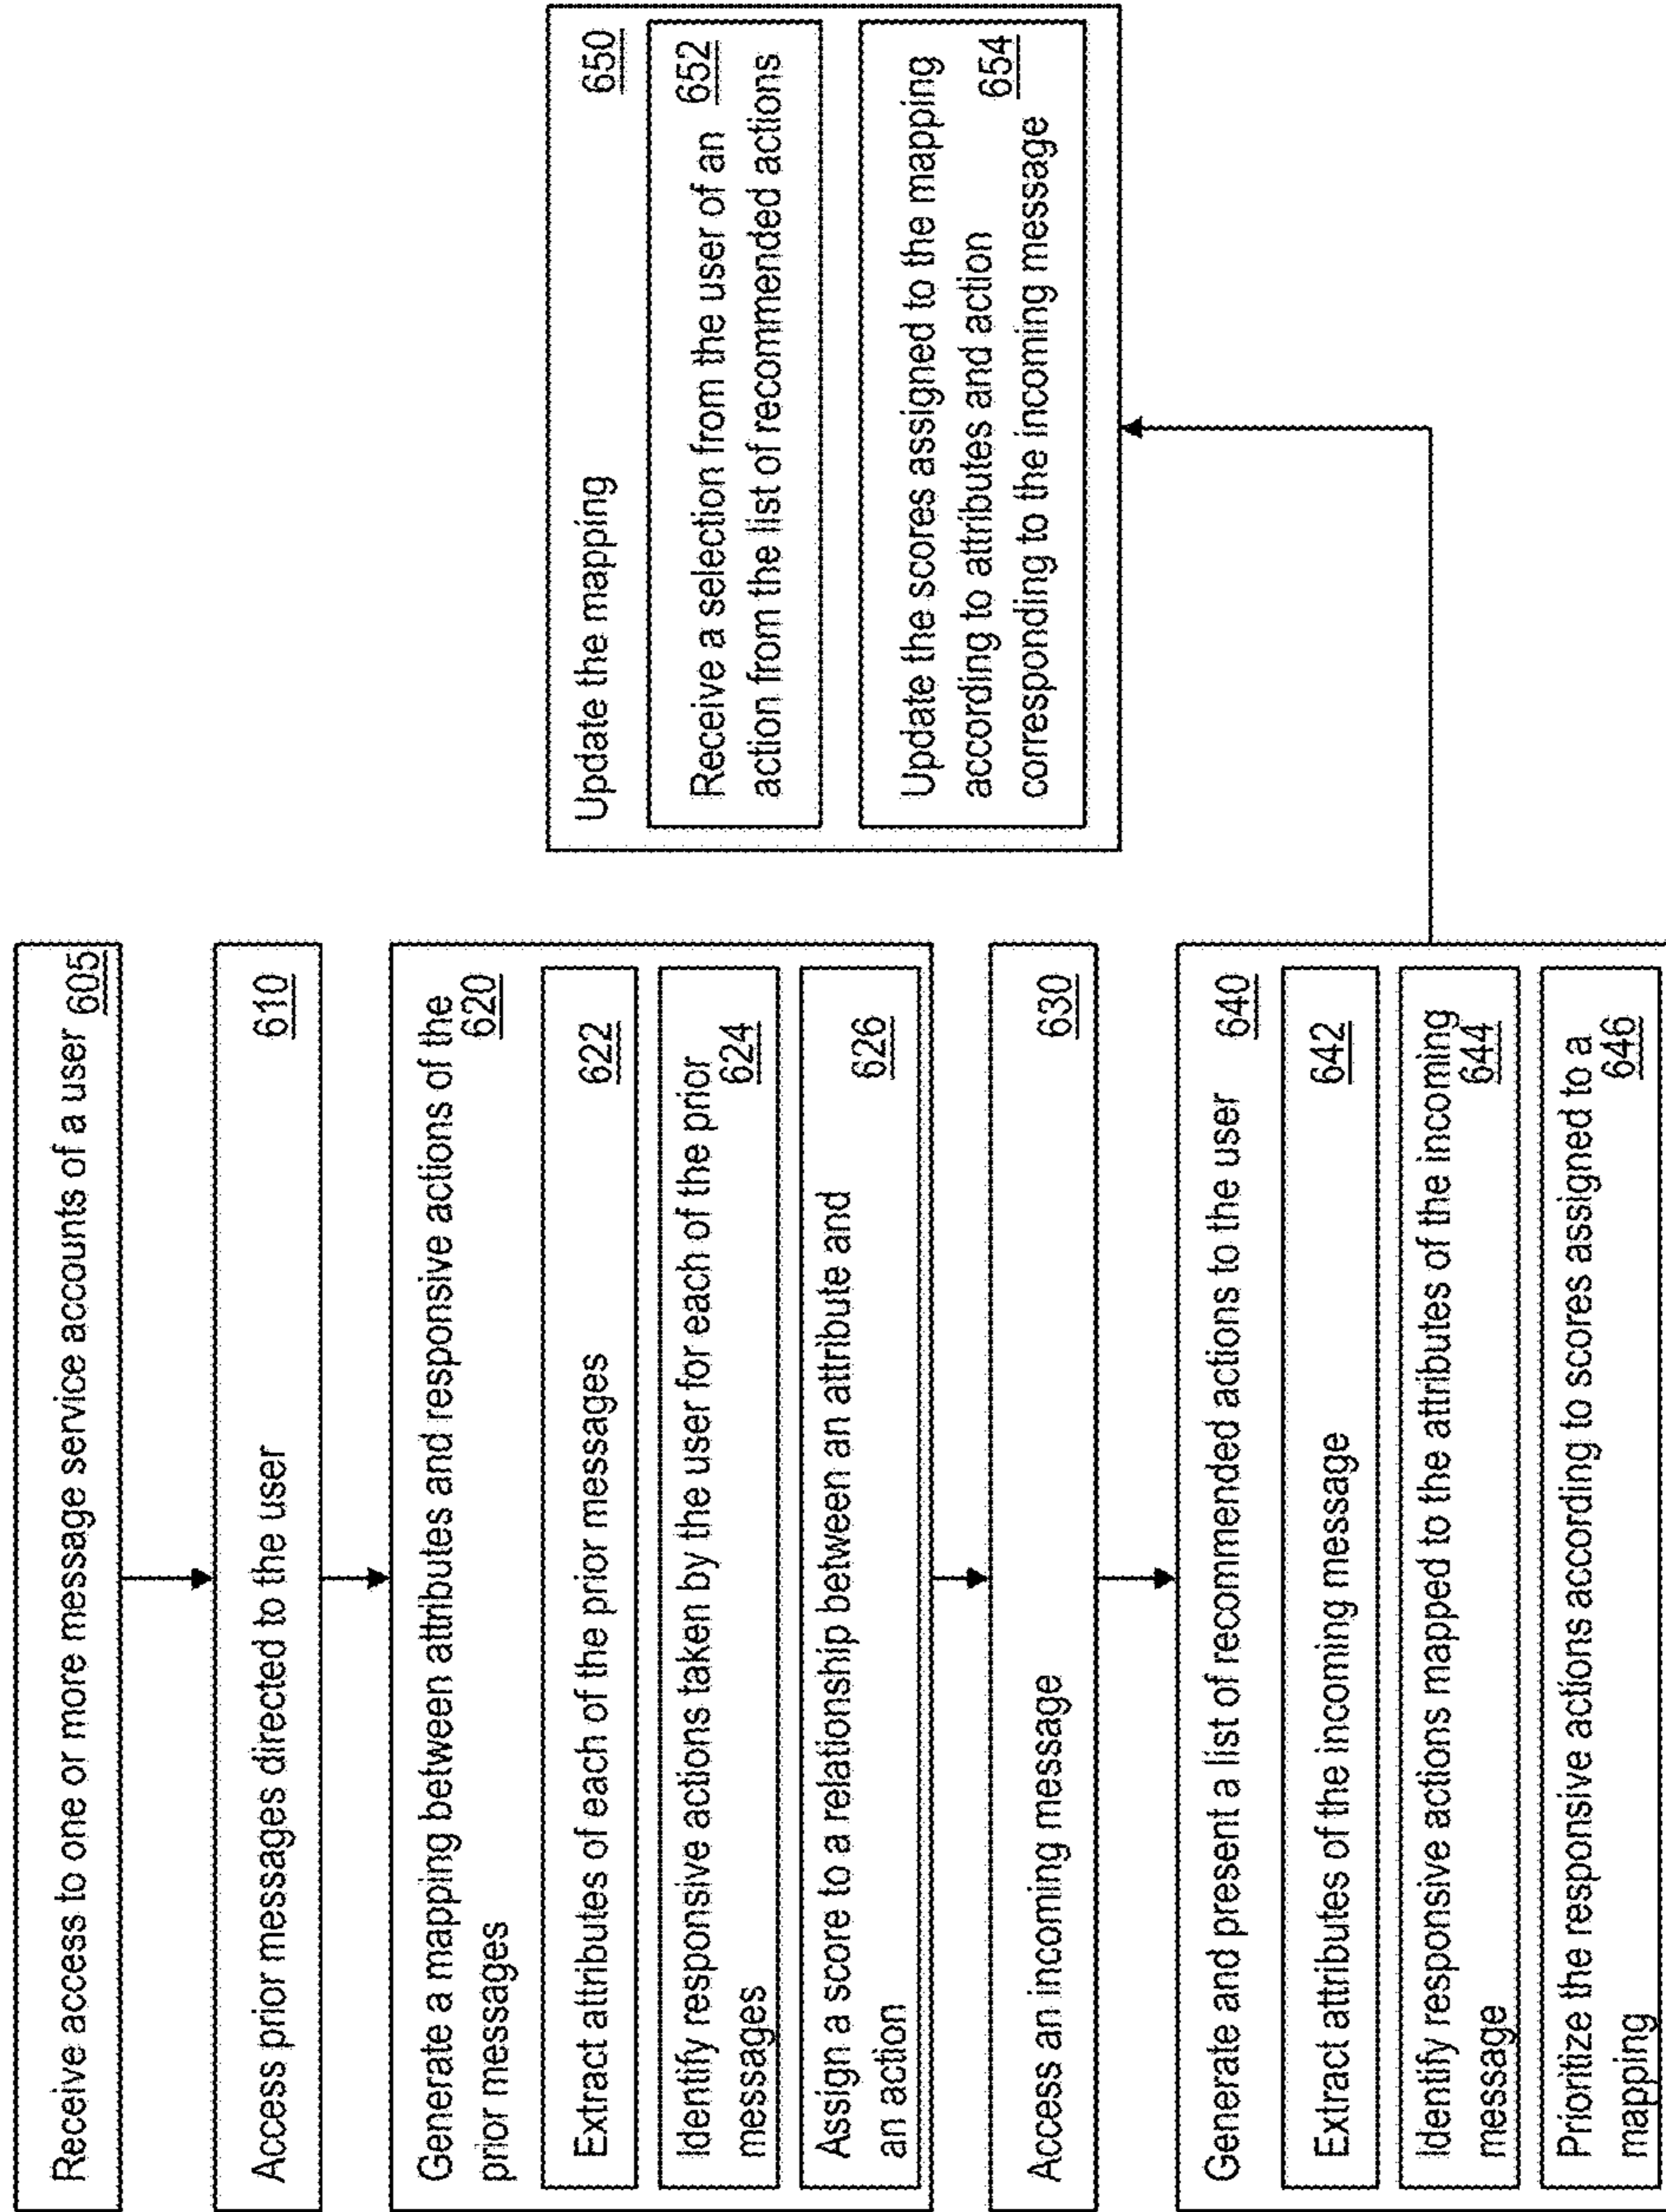 Receive access to one or more message service accounts of a user 605
Access prior messages directed to the user 610
Generate a mapping between attributes and responsive actions of the
prior messages 620
Extract attributes of each of the prior messages 622
Identify responsive actions taken by the user for each of the prior
messages 624
Assign a score to a relationship between an attribute and
an action 626
Access an incoming message 630
Generate and present a list of recommended actions to the user 640
Extract attributes of the incoming message 642
Identify responsive actions mapped to the attributes of the incoming
message 644
Prioritize the responsive actions according to scores assigned to a
mapping 646
Update the mapping 650
Receive a selection from the user of an 652
action from the list of recommended actions
Update the scores assigned to the mapping
according to attributes and action 654
corresponding to the incoming message